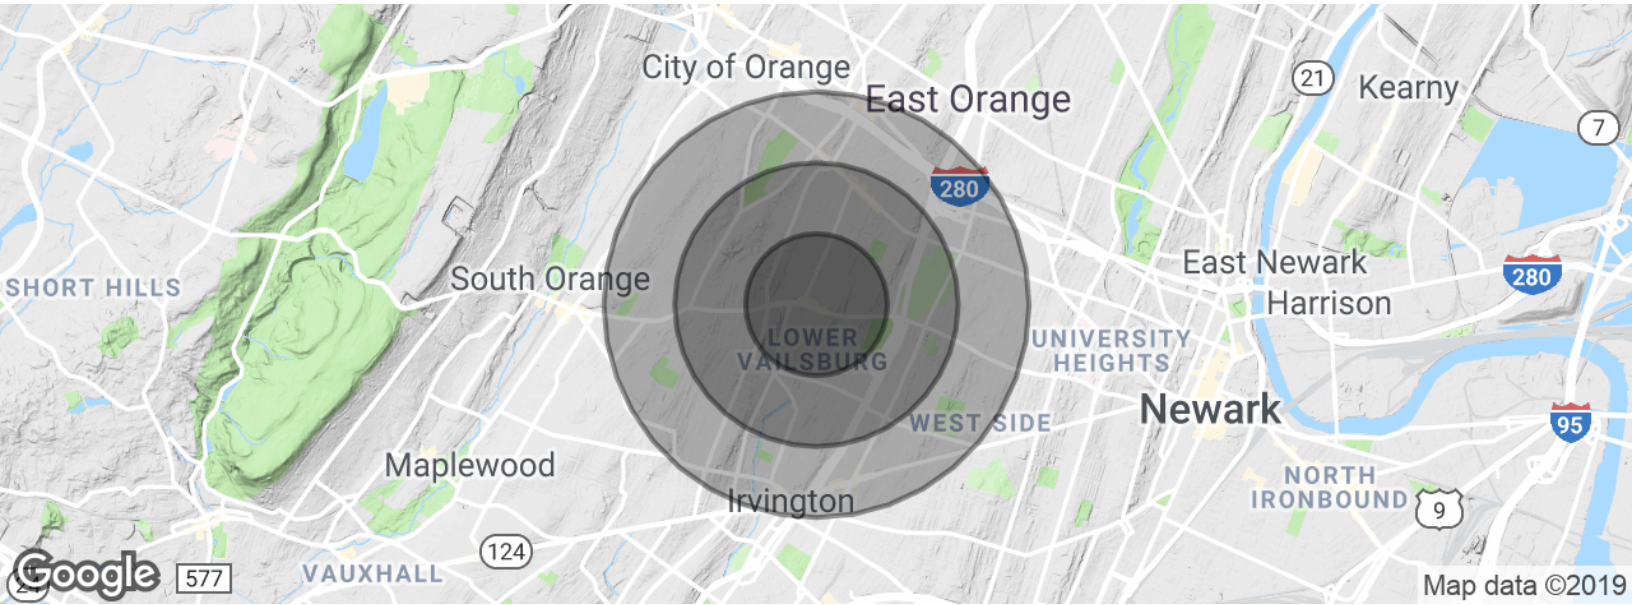 City of Orange
East Orange
21
Kearny
7
280
SHORT HILLS
South Orange
East Newark
280
Harrison
LOWER
VAILSBURG
UNIVERSITY
HEIGHTS
Newark
WEST SIDE
95
Maplewood
Irvington
NORTH
IRONBOUND
9
124
VAUXHALL
Google
577
Map data ©2019